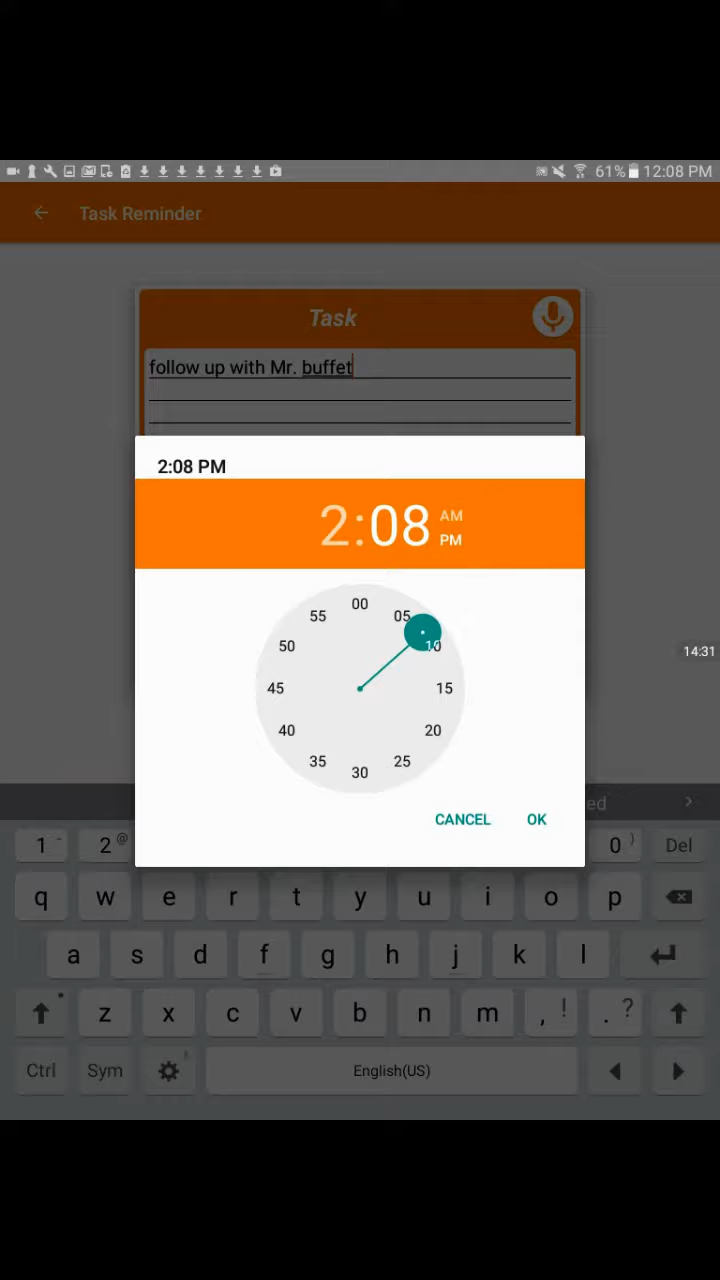 61% 12:08 PM
Task Reminder
Task
follow up with Mr. buffet
2:08 PM
2:08 AM
PM
00
55 05
50 10
45 15
14:31
40 20
35 25
30
ed
CANCEL OK
1 - 2 @ 0 ) Del
q w e r t y u i o p
a s d f g h j k l
z x c v b n m , ! . ?
Ctrl Sym English(US)